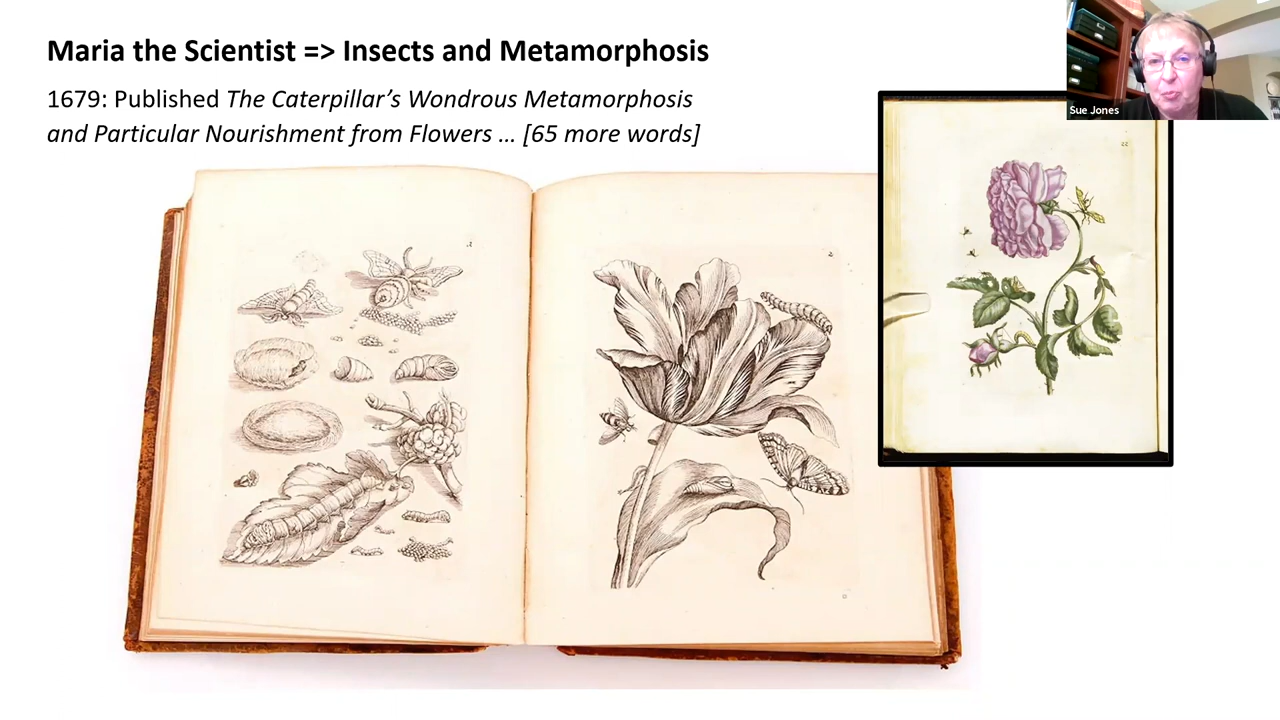 Maria the Scientist => Insects and Metamorphosis
1679: Published The Caterpillar’s Wondrous Metamorphosis
and Particular Nourishment from Flowers … [65 more words]
Sue Jones
22